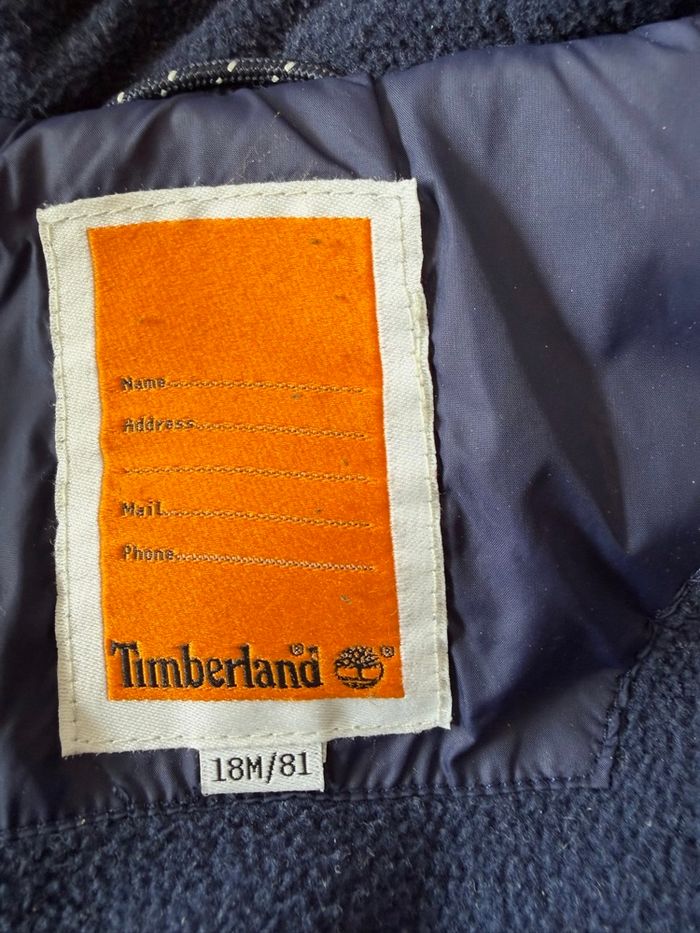 Name
Address
Mail
Phone
Timberland® ®
18M/81